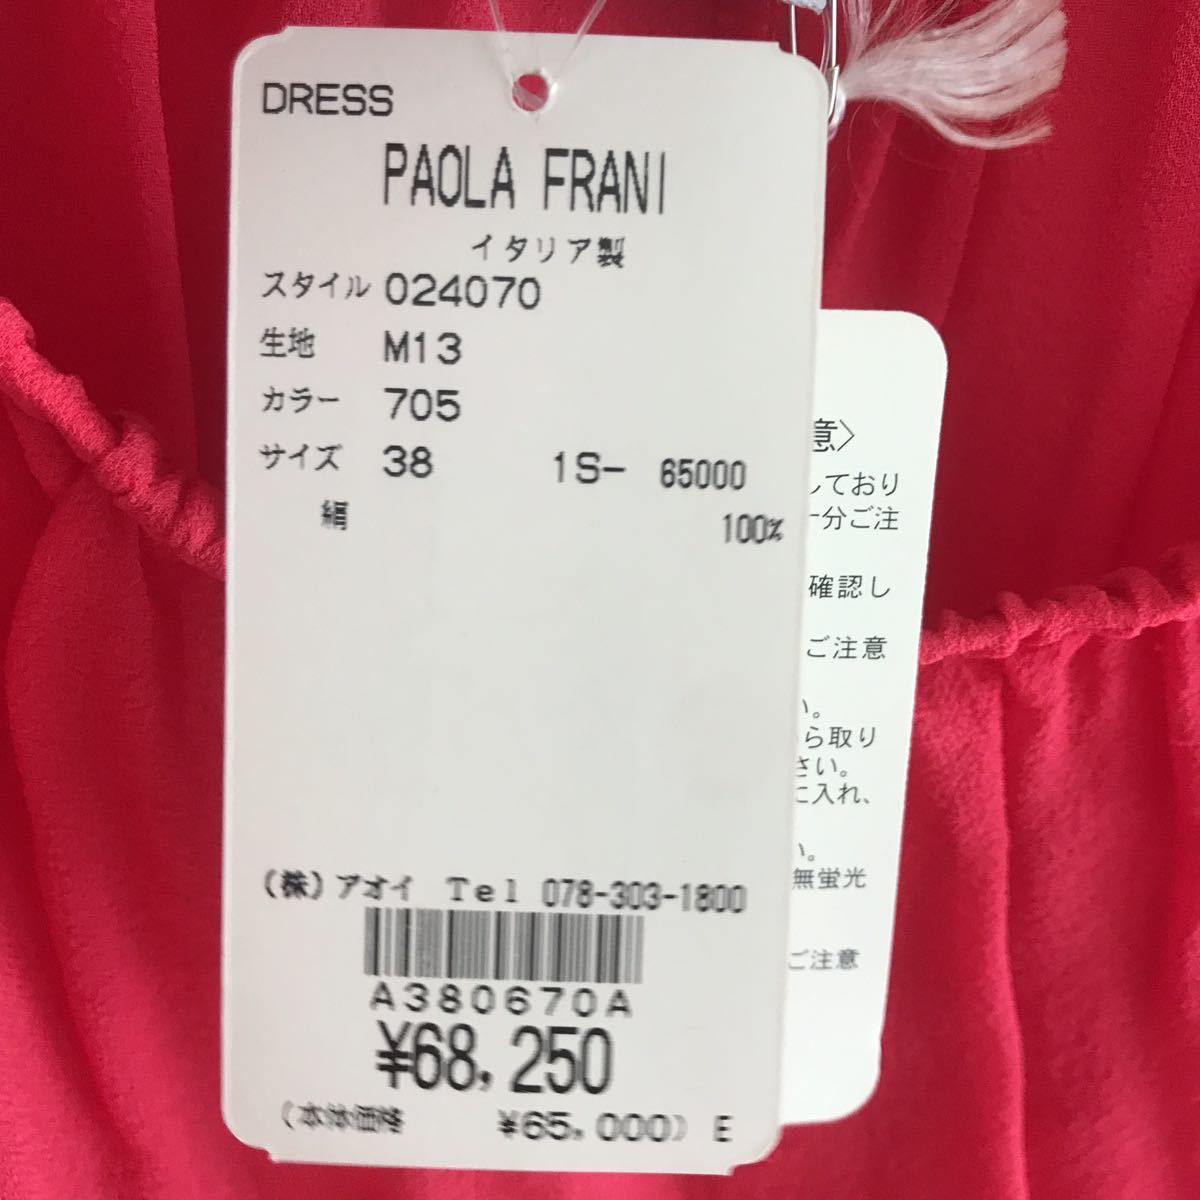 DRESS
PAOLA FRANI
イタリア製
スタイル 024070
生地 M13
カラー 705
サイズ 38 1S- 65000
絹 100%
(株)アオイ Tel 078-303-1800
A380670A
¥68,250
(本体価格 ¥65,000) E
意〉
しており
十分ご注
確認し
ご注意
い。
ら取り
さい。
に入れ、
い。
無蛍光
ご注意